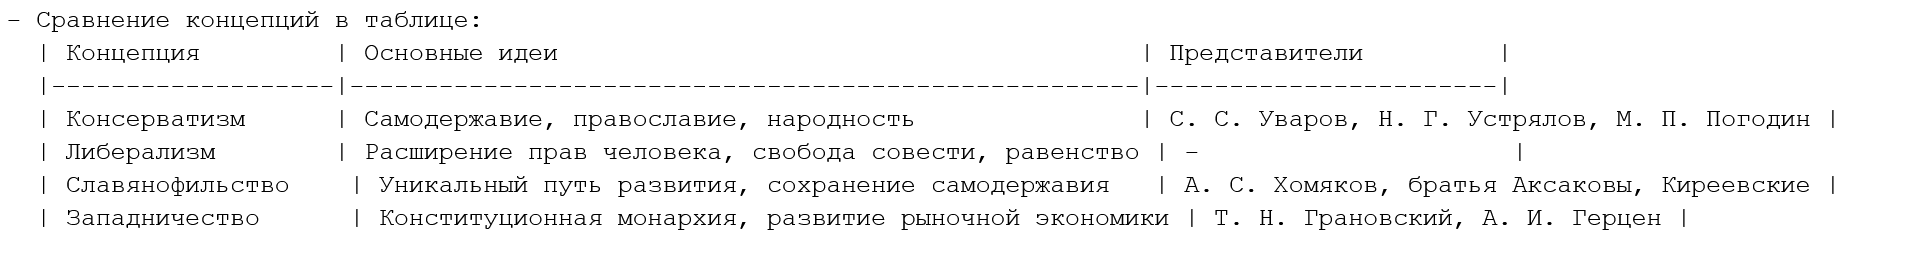 - Сравнение концепций в таблице:
  | Концепция         | Основные идеи                                       | Представители         |
  |-------------------|-----------------------------------------------------|-----------------------|
  | Консерватизм      | Самодержавие, православие, народность               | С. С. Уваров, Н. Г. Устрялов, М. П. Погодин |
  | Либерализм        | Расширение прав человека, свобода совести, равенство | -                     |
  | Славянофильство    | Уникальный путь развития, сохранение самодержавия   | А. С. Хомяков, братья Аксаковы, Киреевские |
  | Западничество      | Конституционная монархия, развитие рыночной экономики | Т. Н. Грановский, А. И. Герцен |